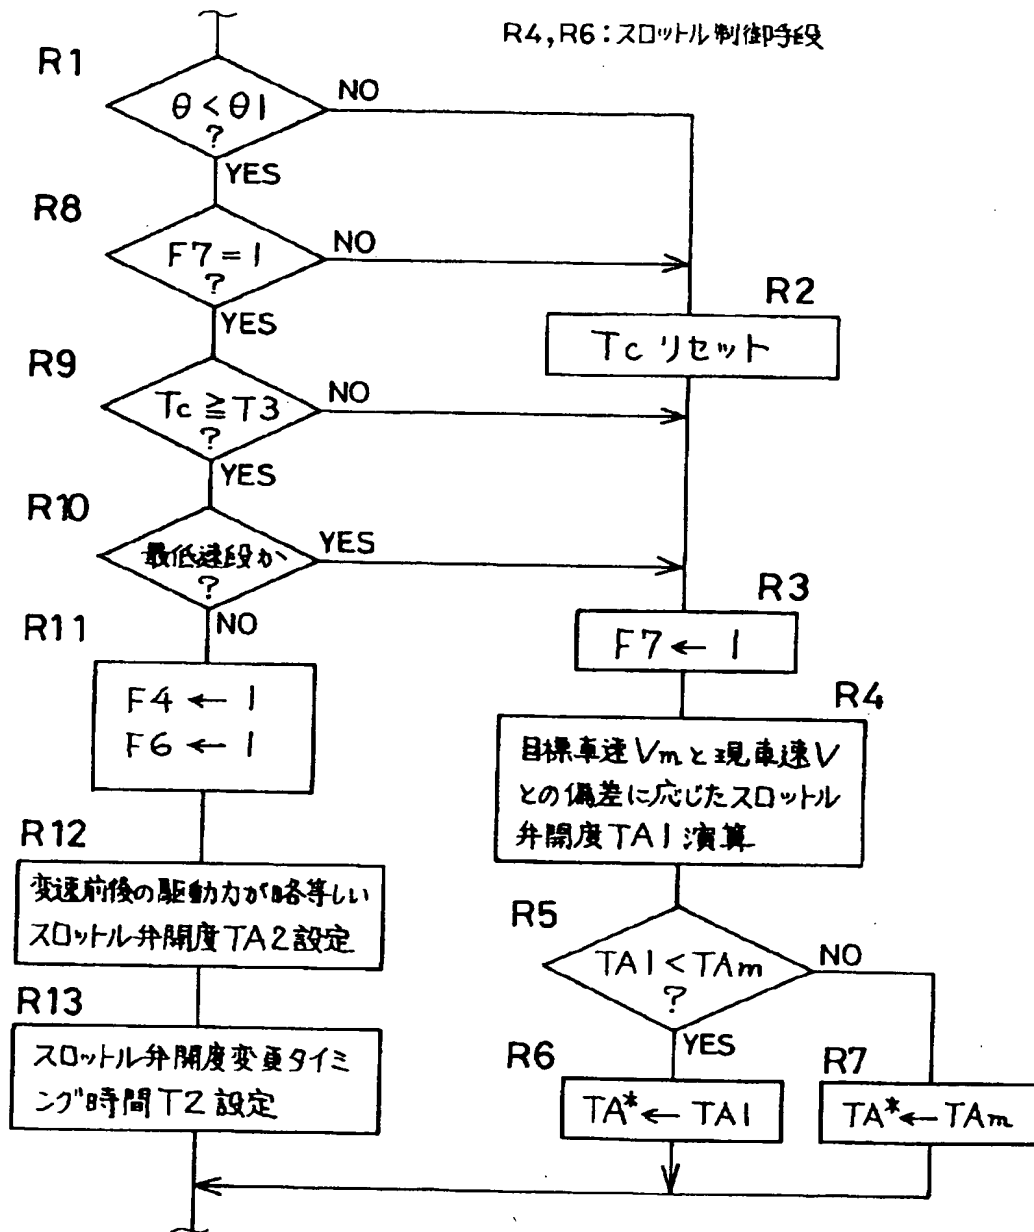 R4,R6:スロットル制御手段
R1
θ<θ1
?
NO
YES
R8
F7=1
?
NO
YES
R2
Tc リセット
R9
Tc≧T3
?
NO
YES
R10
最低速段か
?
YES
NO
R3
F7←1
R11
F4←1
F6←1
R4
目標車速Vmと現車速V
との偏差に応じたスロットル
弁開度TA1演算
R12
変速前後の駆動力が略等しい
スロットル弁開度TA2設定
R5
TA1<TAm
?
NO
YES
R13
スロットル弁開度変更タイミ
ング時間T2設定
R6
TA*←TA1
R7
TA*←TAm